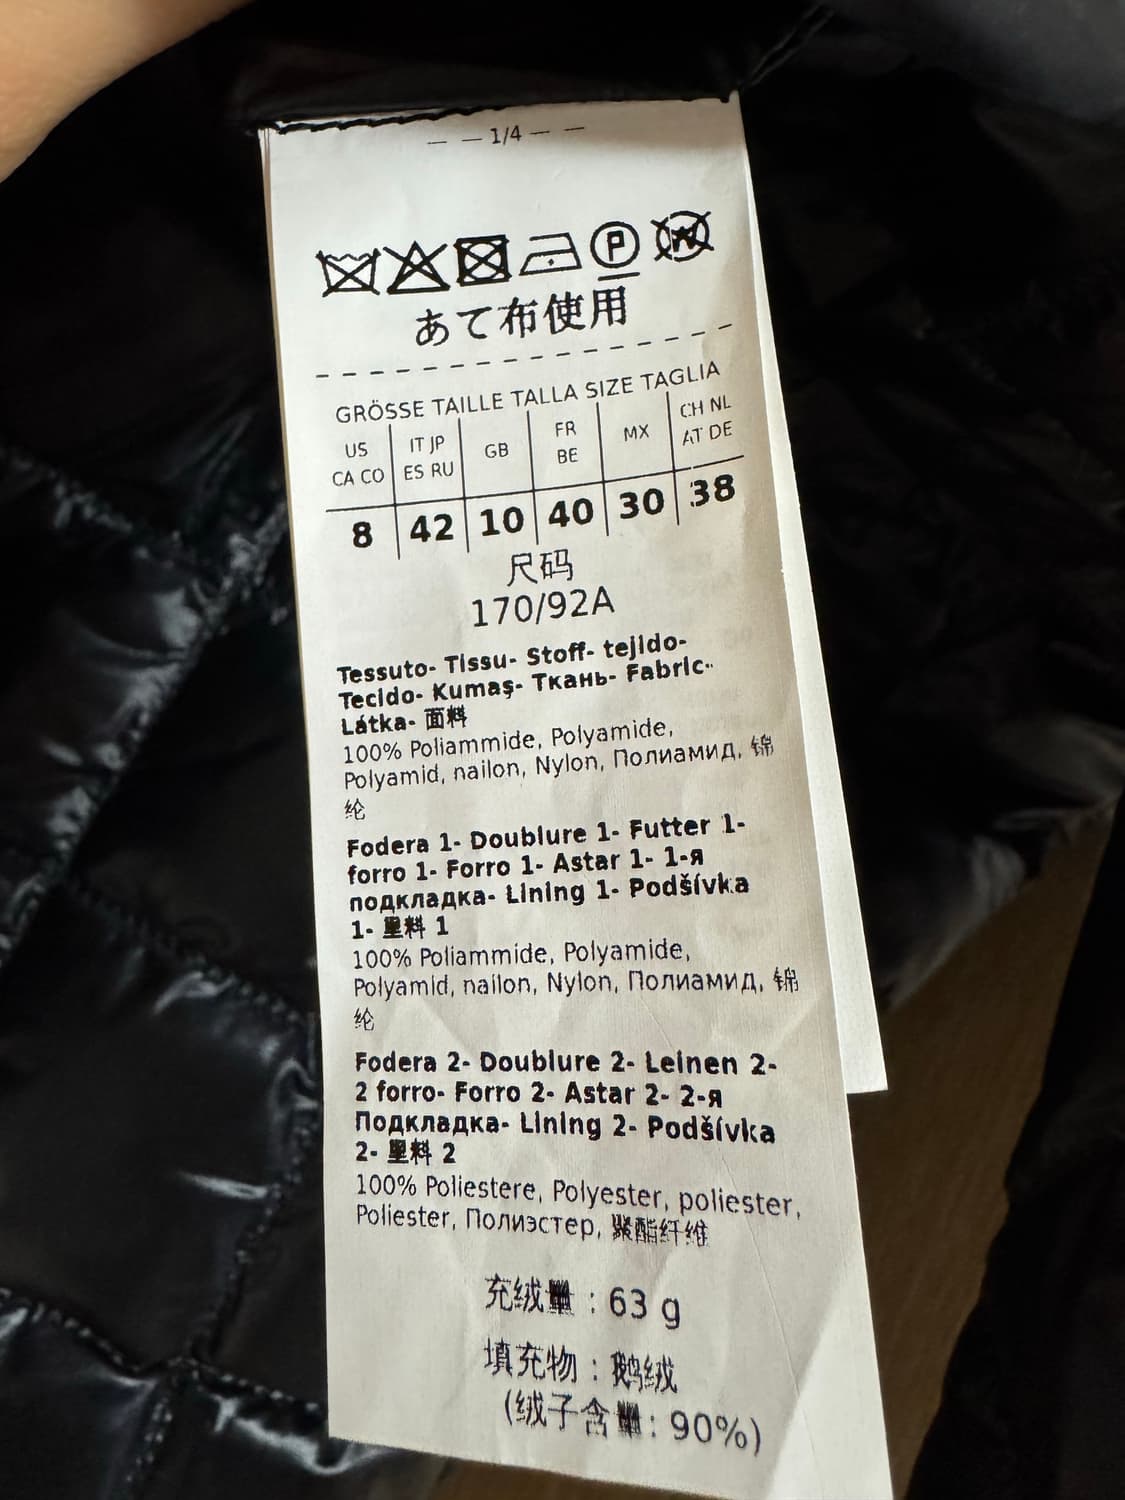 — — 1/4 — —
P
W
あて布使用
GRÖSSE TAILLE TALLA SIZE TAGLIA
US CA CO | IT JP ES RU | GB | FR BE | MX | CH NL AT DE
8 | 42 | 10 | 40 | 30 | 38
尺码
170/92A
Tessuto- Tissu- Stoff- tejido-
Tecido- Kumaş- Ткань- Fabric-
Látka- 面料
100% Poliammide, Polyamide,
Polyamid, nailon, Nylon, Полиамид, 锦
纶
Fodera 1- Doublure 1- Futter 1-
forro 1- Forro 1- Astar 1- 1-я
подкладка- Lining 1- Podšívka
1- 里料 1
100% Poliammide, Polyamide,
Polyamid, nailon, Nylon, Полиамид, 锦
纶
Fodera 2- Doublure 2- Leinen 2-
2 forro- Forro 2- Astar 2- 2-я
Подкладка- Lining 2- Podšívka
2- 里料 2
100% Poliestere, Polyester, poliester,
Poliester, Полиэстер, 聚酯纤维
充绒量 : 63 g
填充物 : 鹅绒
(绒子含量 : 90%)